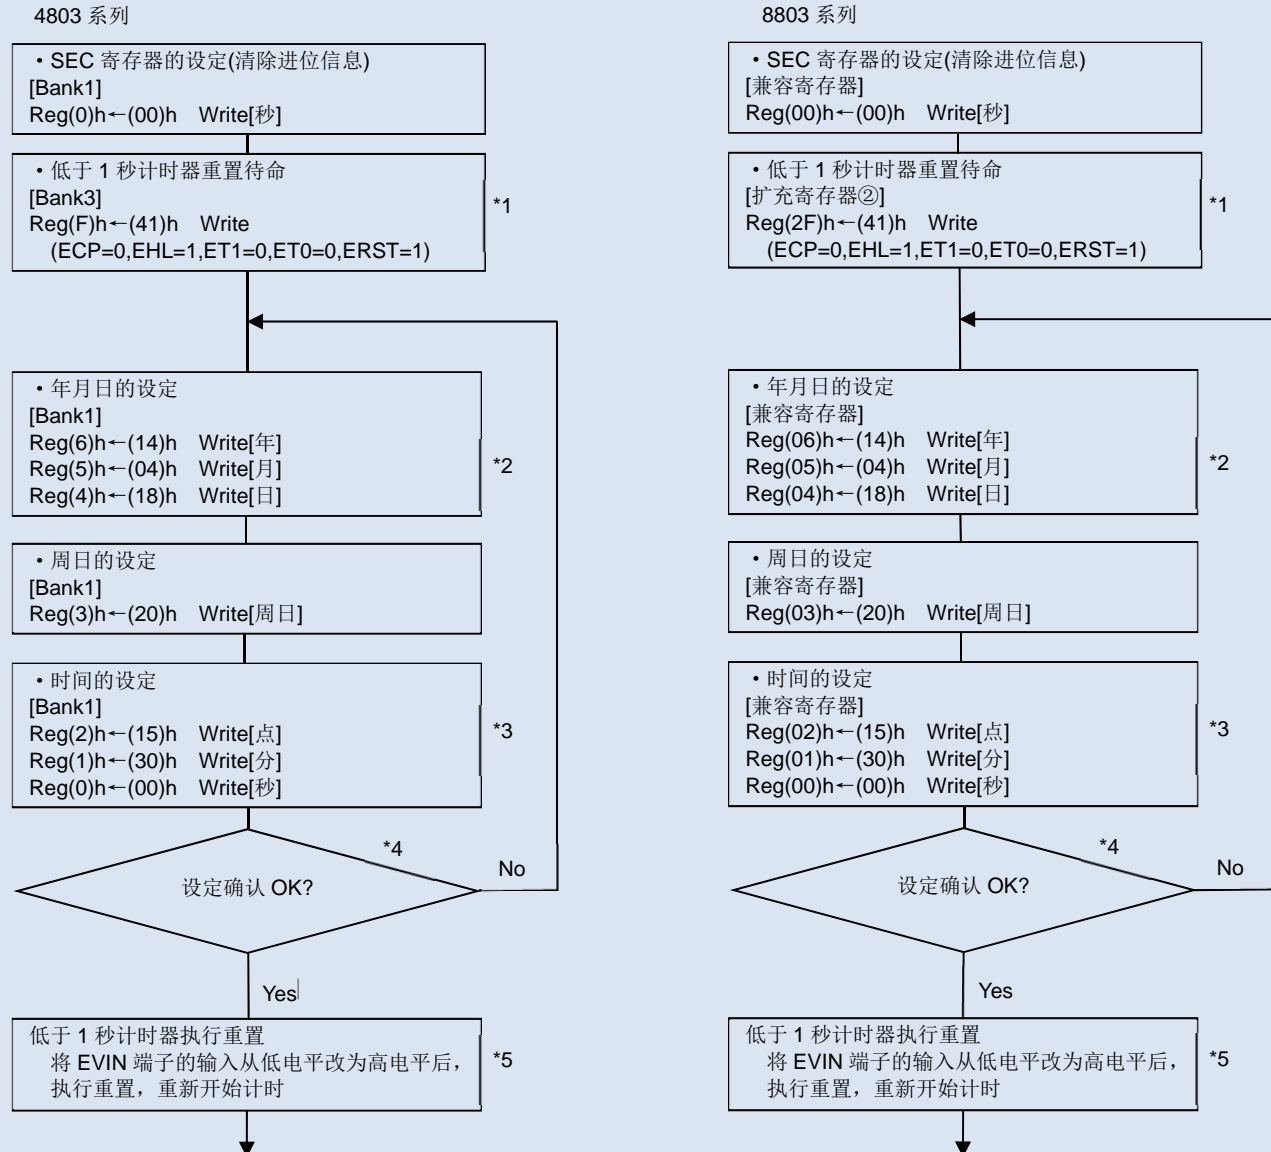 4803 系列
・SEC 寄存器的设定(清除进位信息)
[Bank1]
Reg(0)h←(00)h Write[秒]
・低于 1 秒计时器重置待命
[Bank3]
Reg(F)h←(41)h Write
(ECP=0,EHL=1,ET1=0,ET0=0,ERST=1)
*1
・年月日的设定
[Bank1]
Reg(6)h←(14)h Write[年]
Reg(5)h←(04)h Write[月]
Reg(4)h←(18)h Write[日]
*2
・周日的设定
[Bank1]
Reg(3)h←(20)h Write[周日]
・时间的设定
[Bank1]
Reg(2)h←(15)h Write[点]
Reg(1)h←(30)h Write[分]
Reg(0)h←(00)h Write[秒]
*3
*4
设定确认 OK?
No
Yes
低于 1 秒计时器执行重置
将 EVIN 端子的输入从低电平改为高电平后，
执行重置，重新开始计时
*5
8803 系列
・SEC 寄存器的设定(清除进位信息)
[兼容寄存器]
Reg(00)h←(00)h Write[秒]
・低于 1 秒计时器重置待命
[扩充寄存器②]
Reg(2F)h←(41)h Write
(ECP=0,EHL=1,ET1=0,ET0=0,ERST=1)
*1
・年月日的设定
[兼容寄存器]
Reg(06)h←(14)h Write[年]
Reg(05)h←(04)h Write[月]
Reg(04)h←(18)h Write[日]
*2
・周日的设定
[兼容寄存器]
Reg(03)h←(20)h Write[周日]
・时间的设定
[兼容寄存器]
Reg(02)h←(15)h Write[点]
Reg(01)h←(30)h Write[分]
Reg(00)h←(00)h Write[秒]
*3
*4
设定确认 OK?
No
Yes
低于 1 秒计时器执行重置
将 EVIN 端子的输入从低电平改为高电平后，
执行重置，重新开始计时
*5